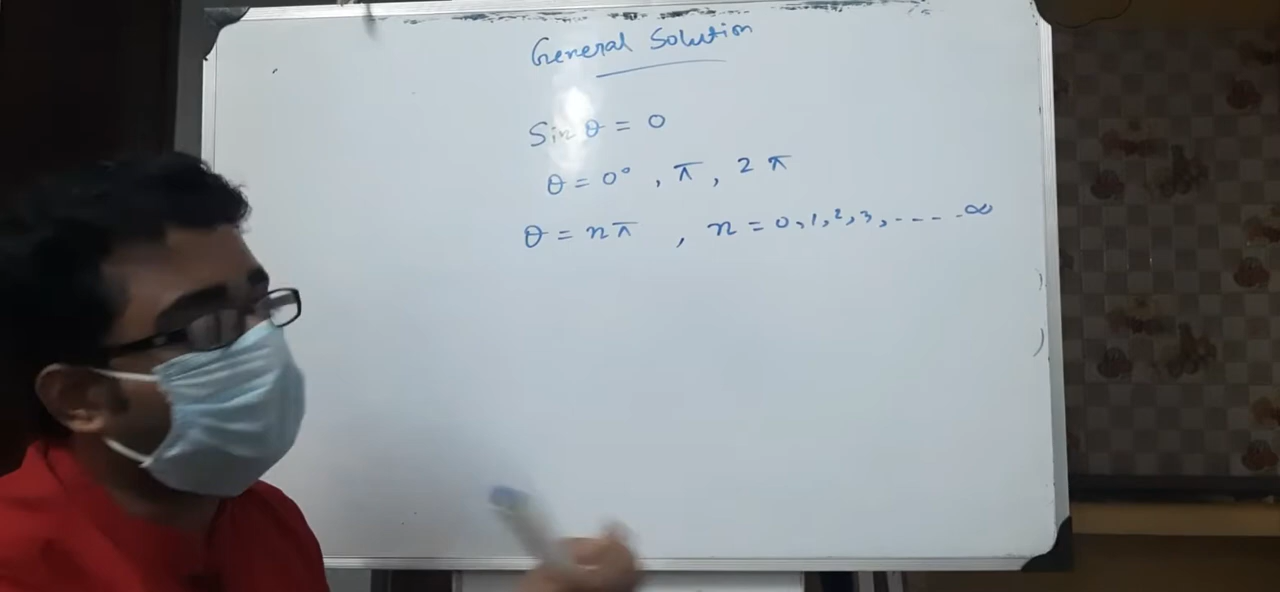 General Solution
Sin θ = 0
θ = 0° , π , 2 π
θ = nπ , n = 0, 1, 2, 3, ..... ∞